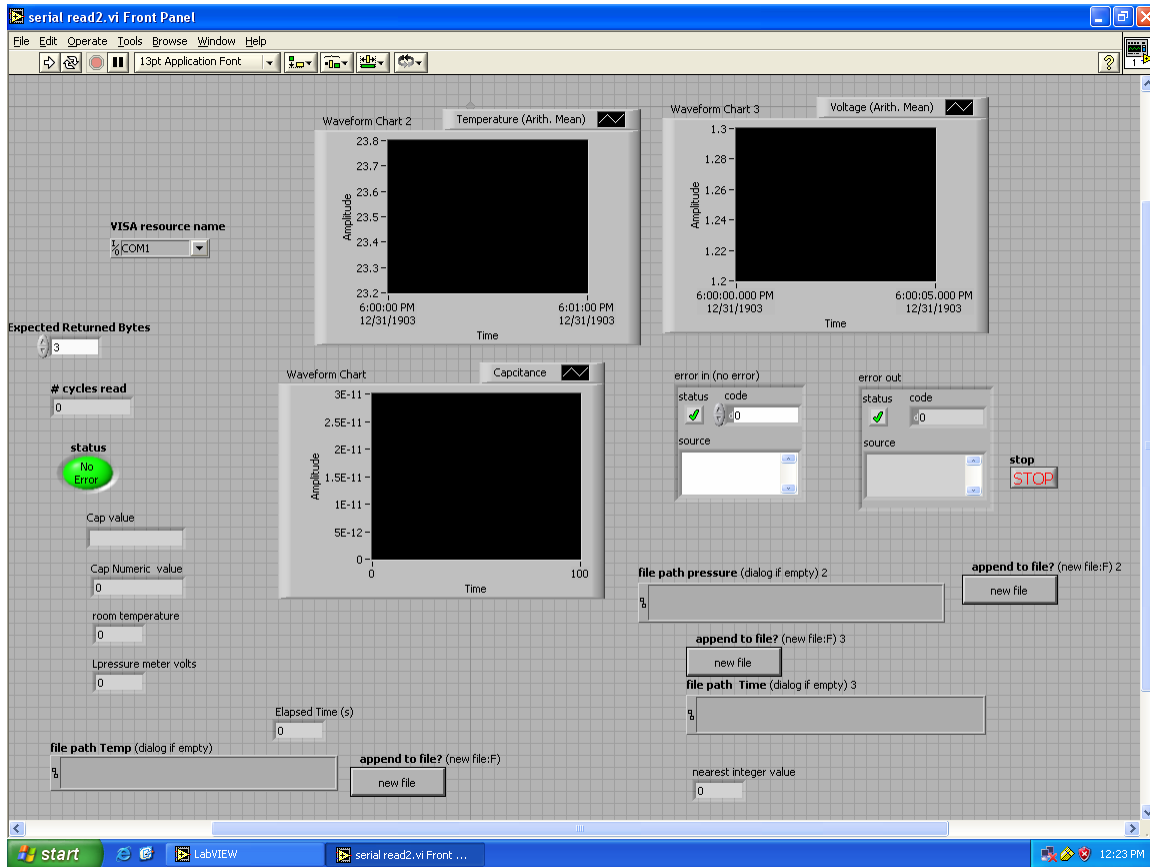 serial read2.vi Front Panel
File Edit Operate Tools Browse Window Help
13pt Application Font
?
1
Waveform Chart 2
Temperature (Arith. Mean)
23.8
23.7
23.6
23.5
23.4
23.3
23.2
Amplitude
6:00:00 PM
12/31/1903
6:01:00 PM
12/31/1903
Time
Waveform Chart 3
Voltage (Arith. Mean)
1.3
1.28
1.26
1.24
1.22
1.2
Amplitude
6:00:00.000 PM
12/31/1903
6:00:05.000 PM
12/31/1903
Time
VISA resource name
I/O COM1
Expected Returned Bytes
3
# cycles read
0
status
No
Error
Cap value
Cap Numeric value
0
room temperature
0
Lpressure meter volts
0
Waveform Chart
Capcitance
3E-11
2.5E-11
2E-11
1.5E-11
1E-11
5E-12
0
Amplitude
0
100
Time
error in (no error)
status code
d0
source
error out
status code
d0
source
stop
STOP
file path pressure (dialog if empty) 2
append to file? (new file:F) 2
new file
append to file? (new file:F) 3
new file
file path Time (dialog if empty) 3
Elapsed Time (s)
0
file path Temp (dialog if empty)
append to file? (new file:F)
new file
nearest integer value
0
start
LabVIEW
serial read2.vi Front ...
12:23 PM